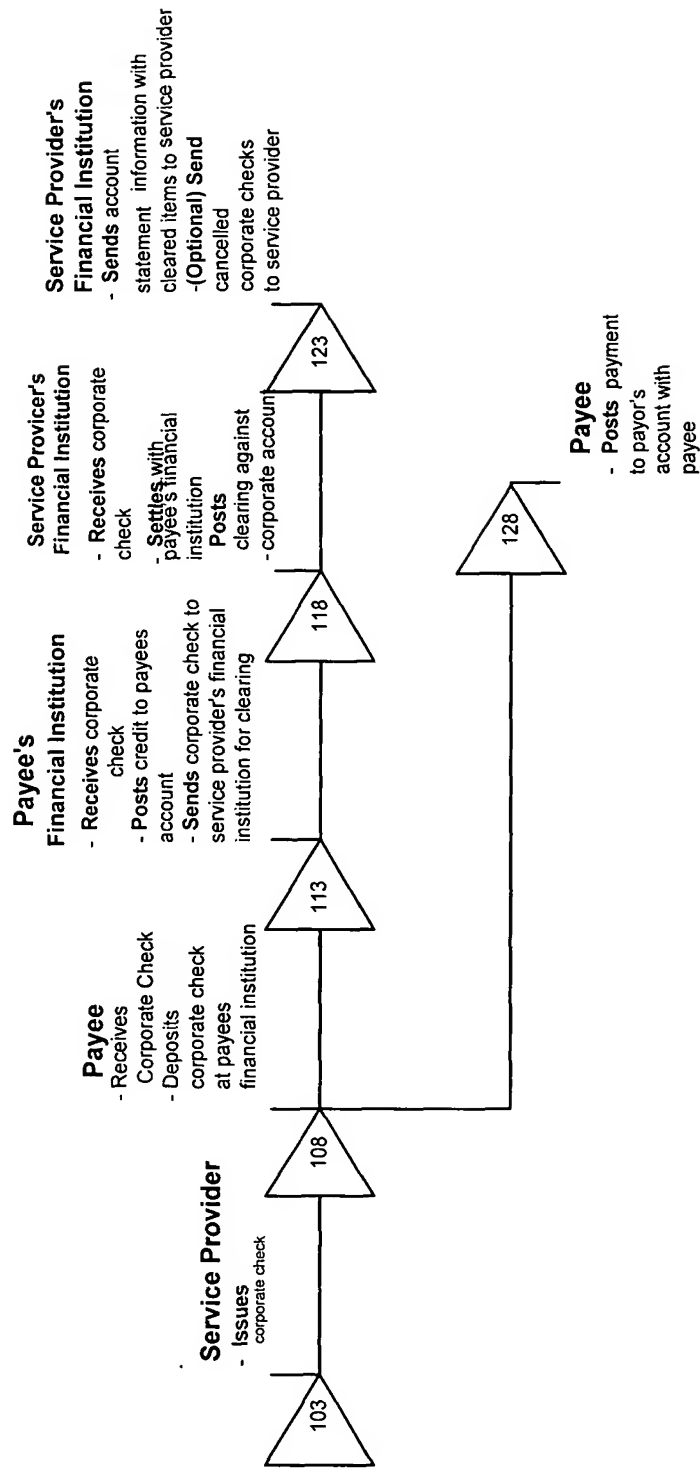 103
Service Provider
- Issues
corporate check
108
Payee
- Receives
Corporate Check
- Deposits
corporate check
at payees
financial institution
113
Payee's
Financial Institution
- Receives corporate
check
- Posts credit to payees
account
- Sends corporate check to
service provider's financial
institution for clearing
118
Service Provicer's
Financial Institution
- Receives corporate
check
- Settles with
payee's financial
institution
Posts
clearing against
- corporate account
123
Service Provider's
Financial Institution
- Sends account
statement information with
cleared items to service provider
-(Optional) Send
cancelled
corporate checks
to service provider
128
Payee
- Posts payment
to payor's
account with
payee